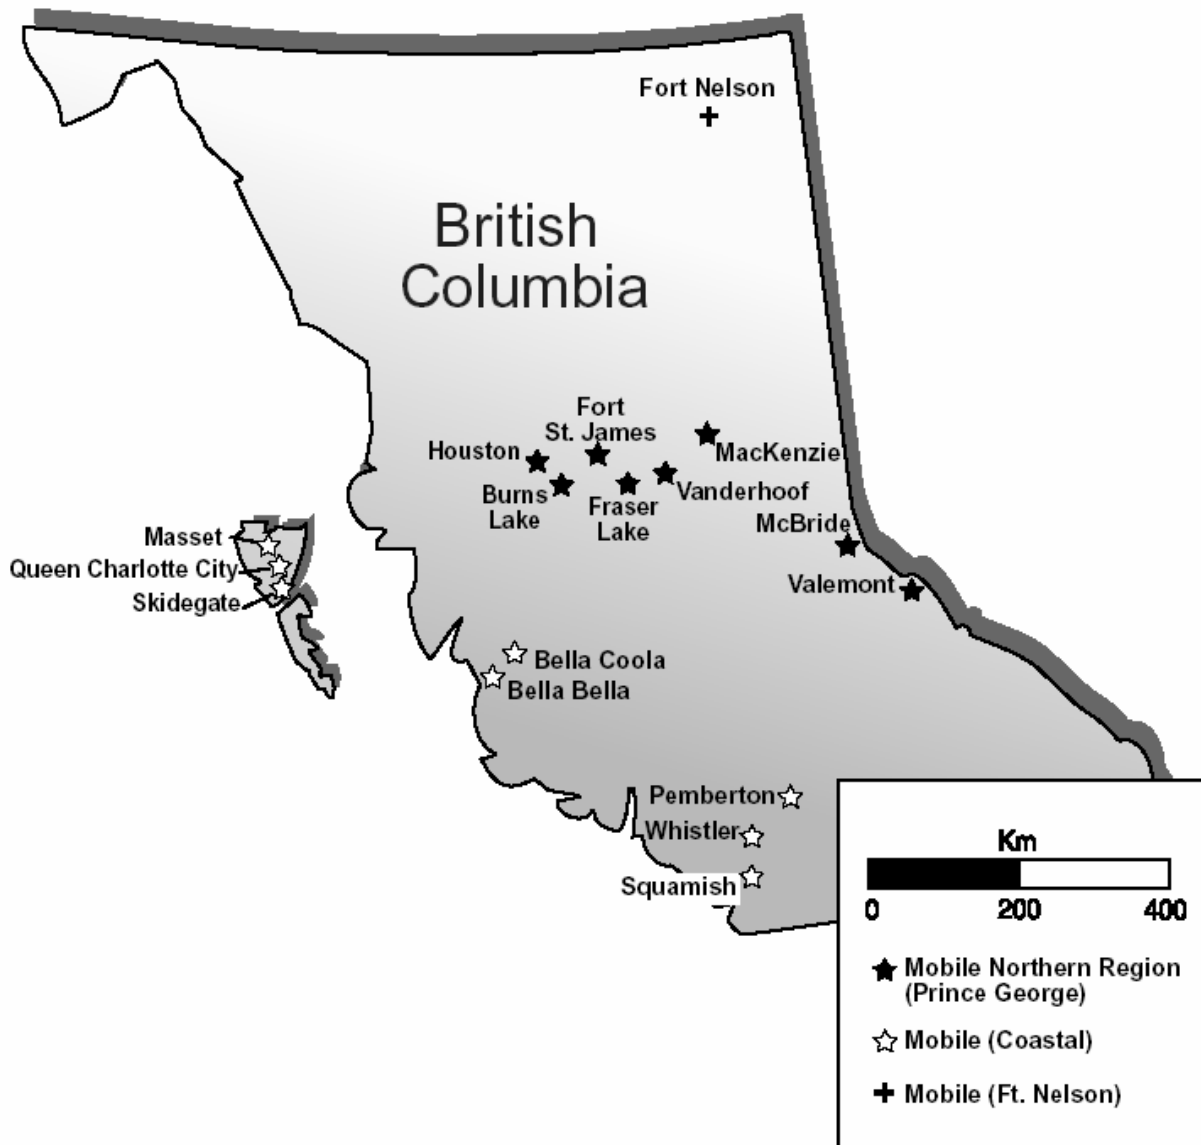 Fort Nelson
British
Columbia
Fort
St. James
Houston
MacKenzie
Burns
Lake
Fraser
Lake
Vanderhoof
McBride
Valemont
Masset
Queen Charlotte City
Skidegate
Bella Coola
Bella Bella
Pemberton
Whistler
Squamish
Km
0 200 400
Mobile Northern Region
(Prince George)
Mobile (Coastal)
Mobile (Ft. Nelson)